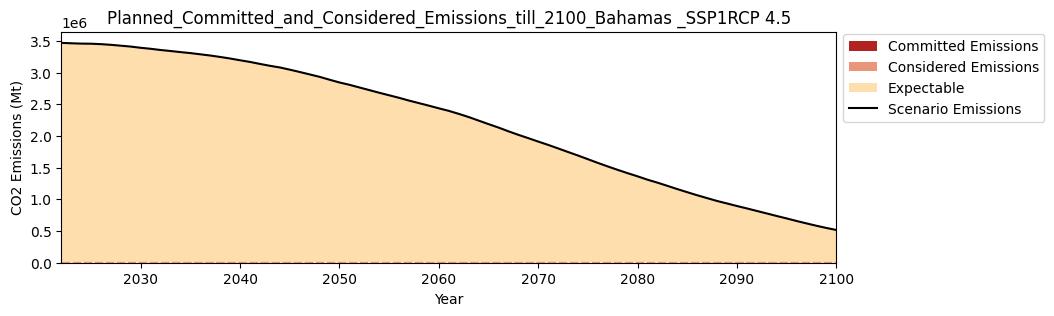 Planned_Committed_and_Considered_Emissions_till_2100_Bahamas _SSP1RCP 4.5
1e6
3.5
3.0
2.5
2.0
1.5
1.0
0.5
0.0
CO2 Emissions (Mt)
2030 2040 2050 2060 2070 2080 2090 2100
Year
Committed Emissions
Considered Emissions
Expectable
Scenario Emissions